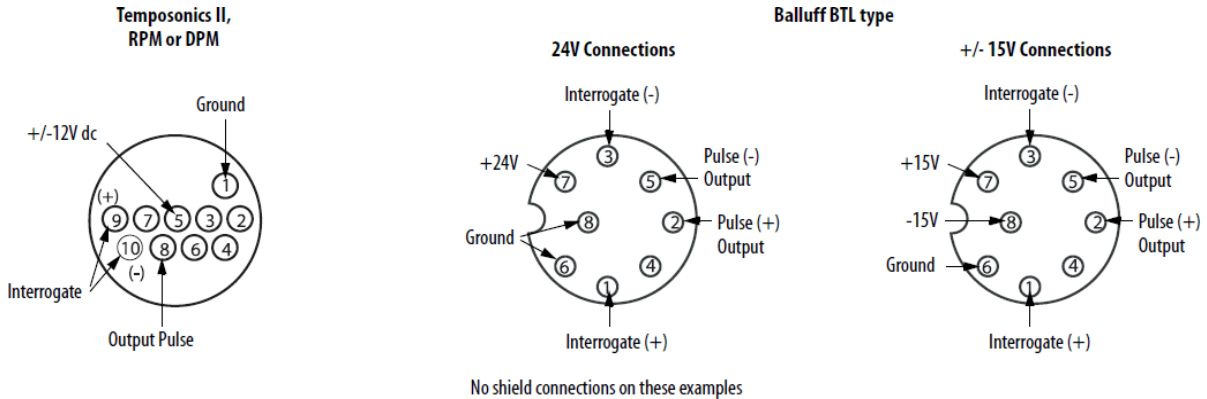 Temposonics II,
RPM or DPM
Balluff BTL type
24V Connections
+/- 15V Connections
Ground
+/-12V dc
1
(+)
9 7 5 3 2
10 8 6 4
(-)
Interrogate
Output Pulse
Interrogate (-)
3
+24V
7
5
Pulse (-)
Output
8
2
Pulse (+)
Output
Ground
6
4
1
Interrogate (+)
Interrogate (-)
3
+15V
7
5
Pulse (-)
Output
-15V
8
2
Pulse (+)
Output
Ground
6
4
1
Interrogate (+)
No shield connections on these examples